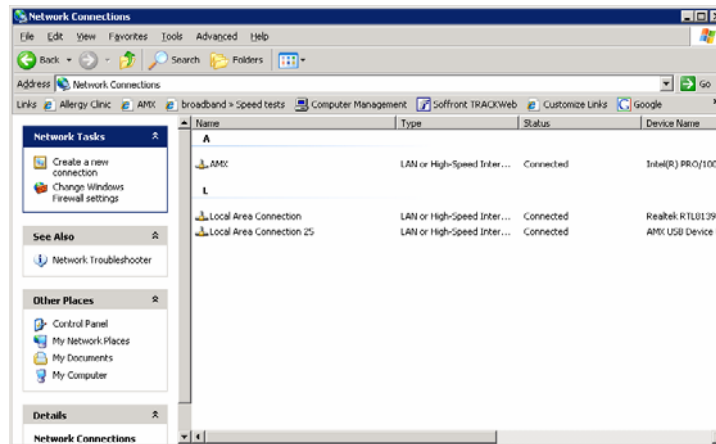 Network Connections
File Edit View Favorites Tools Advanced Help
Back Search Folders
Address Network Connections Go
Links Allergy Clinic AMX broadband » Speed tests Computer Management Soffront TRACKWeb Customize Links Google
Name Type Status Device Name
Network Tasks
Create a new
connection
Change Windows
Firewall settings
See Also
Network Troubleshooter
Other Places
Control Panel
My Network Places
My Documents
My Computer
Details
Network Connections
A
AMX LAN or High-Speed Inter... Connected Intel(R) PRO/100
L
Local Area Connection LAN or High-Speed Inter... Connected Realtek RTL8139
Local Area Connection 25 LAN or High-Speed Inter... Connected AMX USB Device